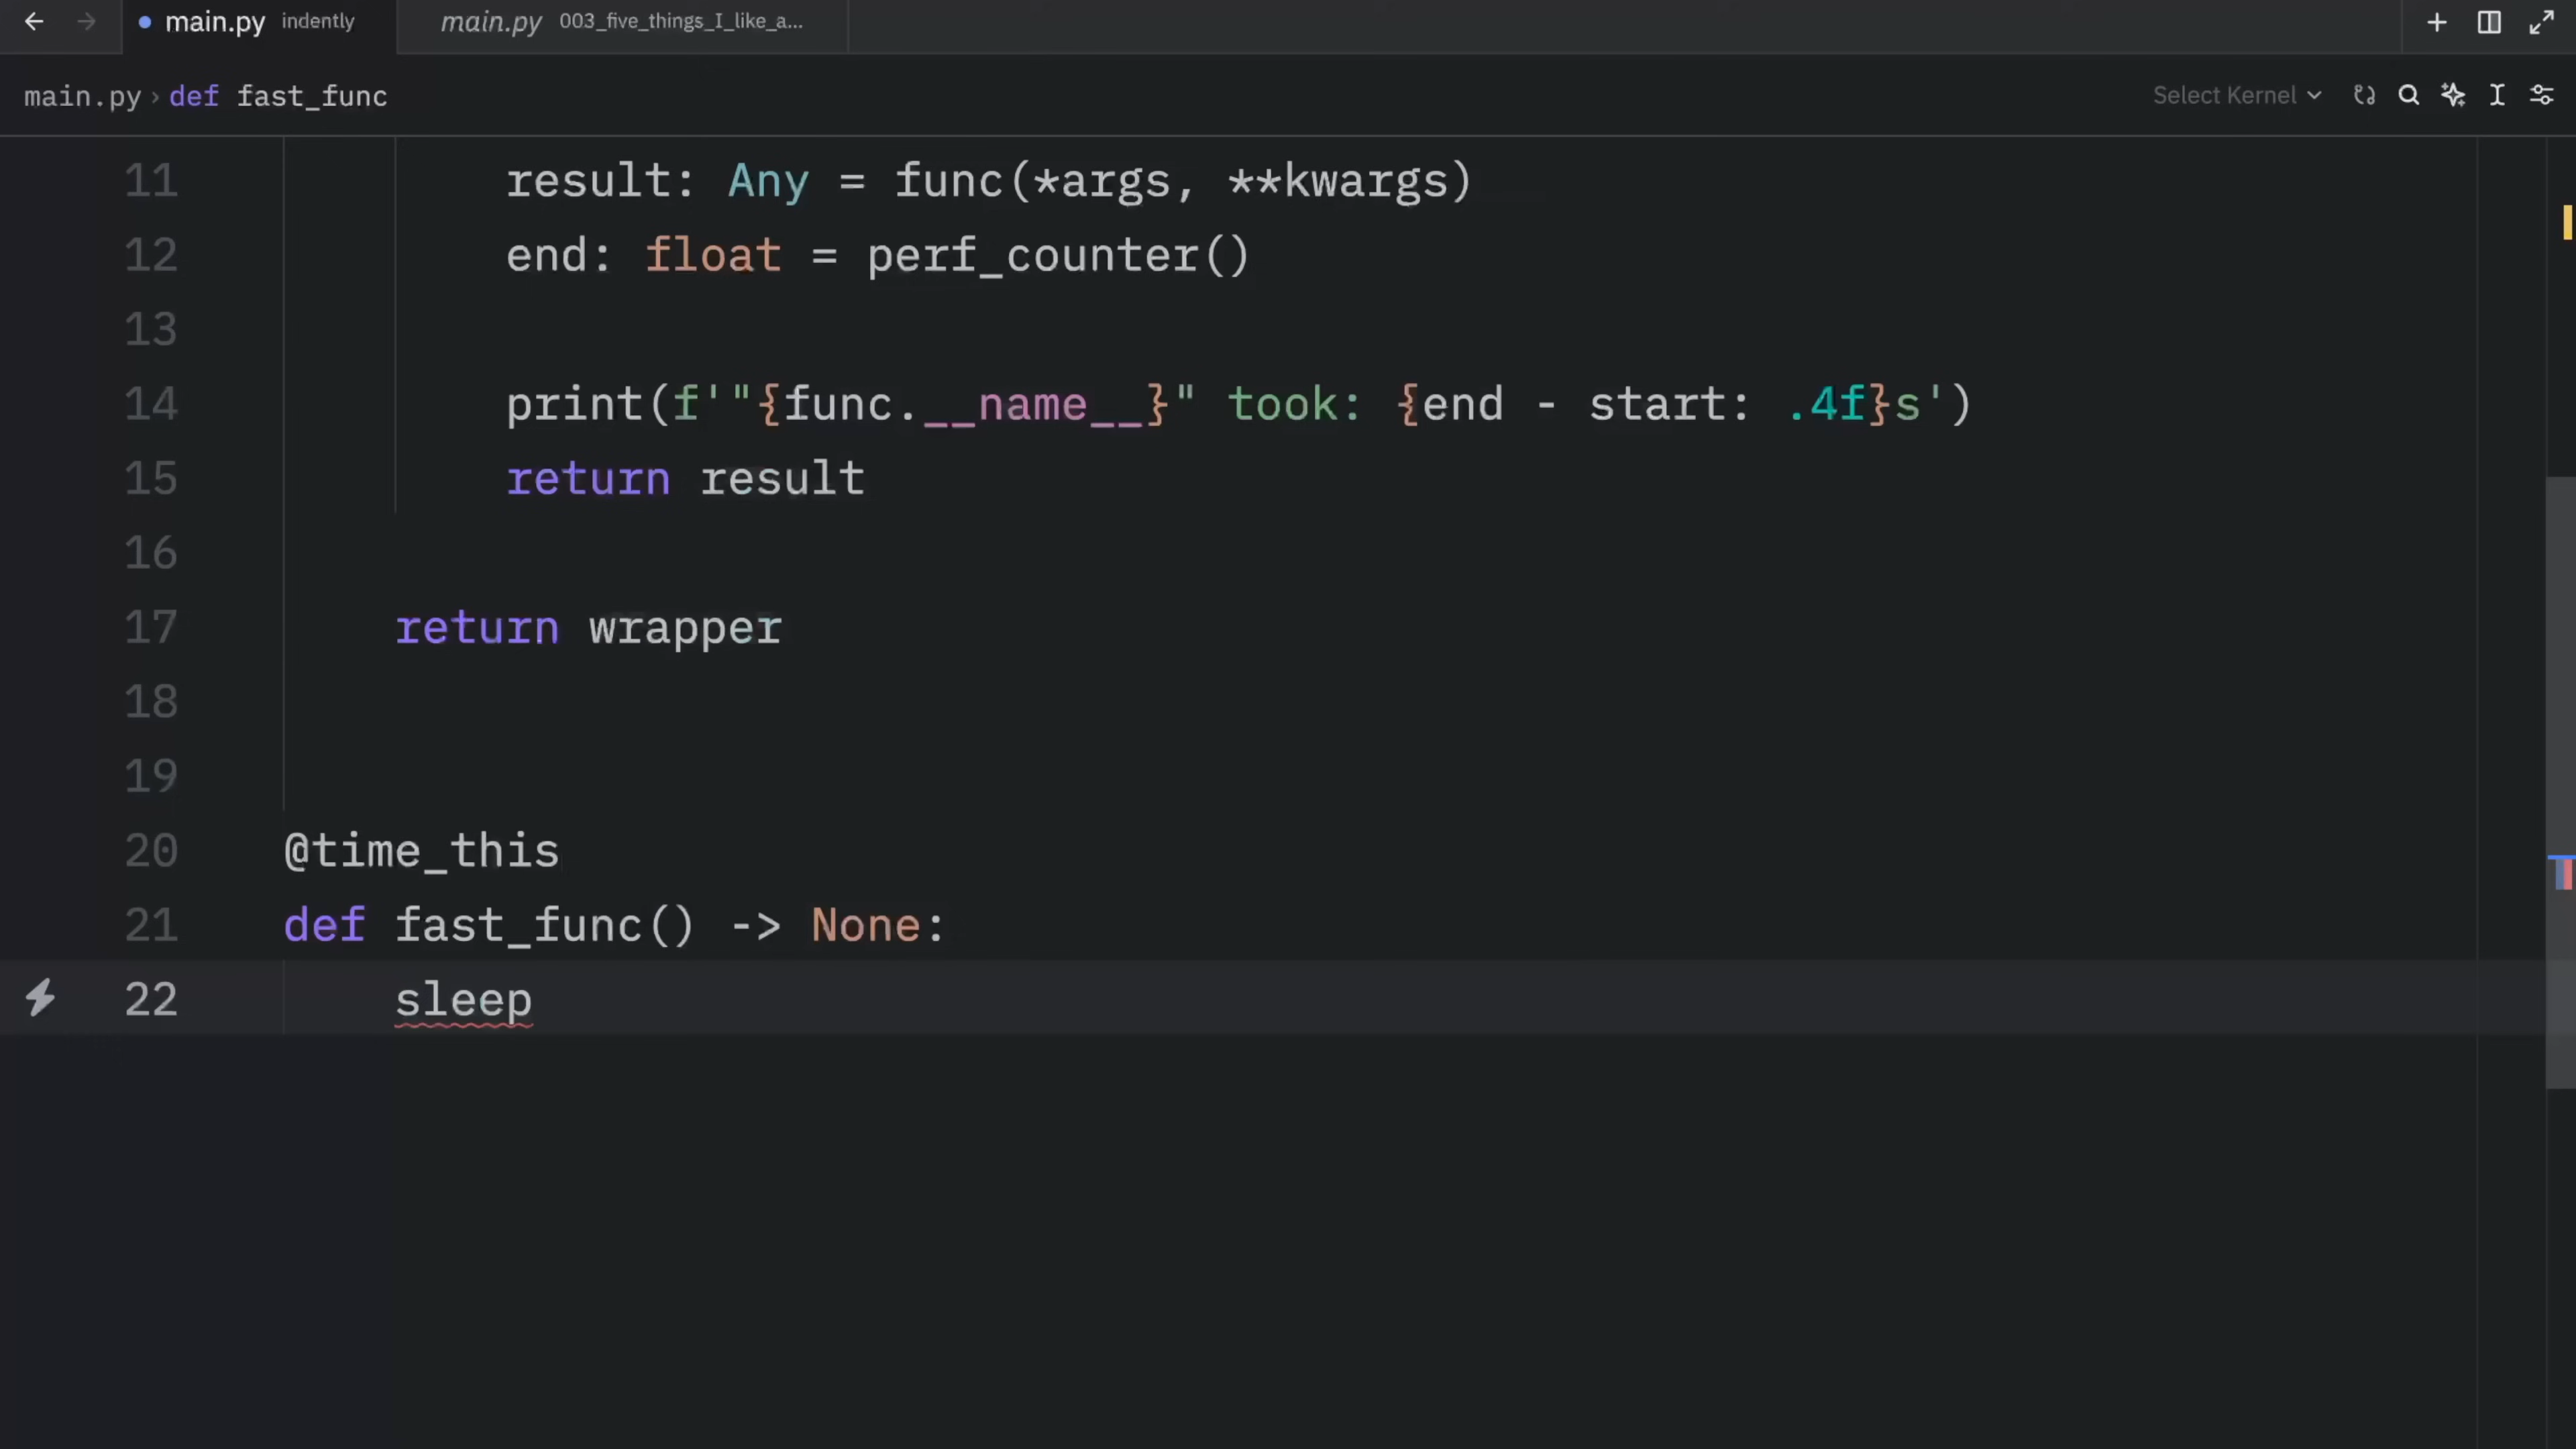 main.py indently main.py 003_five_things_I_like_a...
main.py › def fast_func Select Kernel
11 result: Any = func(*args, **kwargs)
12 end: float = perf_counter()
13
14 print(f'"{func.__name__}" took: {end - start: .4f}s')
15 return result
16
17 return wrapper
18
19
20 @time_this
21 def fast_func() -> None:
22 sleep